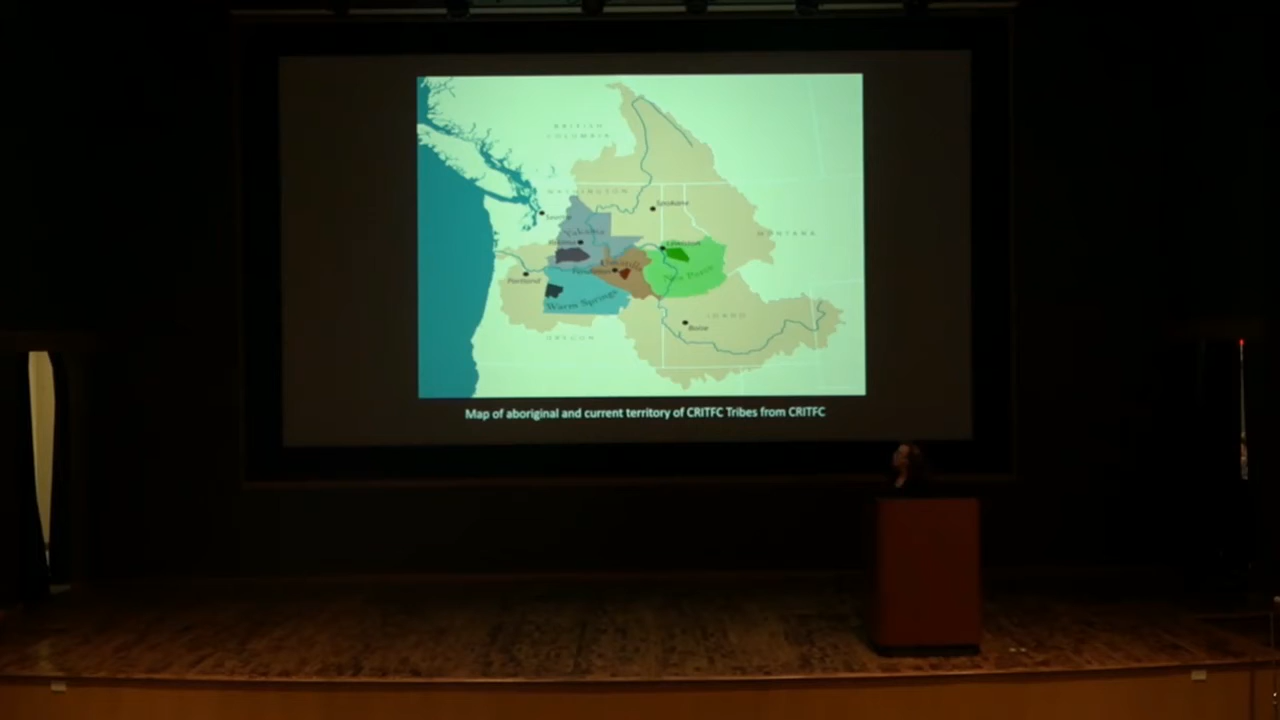 BRITISH
COLUMBIA
WASHINGTON
Spokane
Seattle
Yakama
MONTANA
Nez Perce
Portland
Warm Springs
IDAHO
Boise
OREGON
Map of aboriginal and current territory of CRITFC Tribes from CRITFC